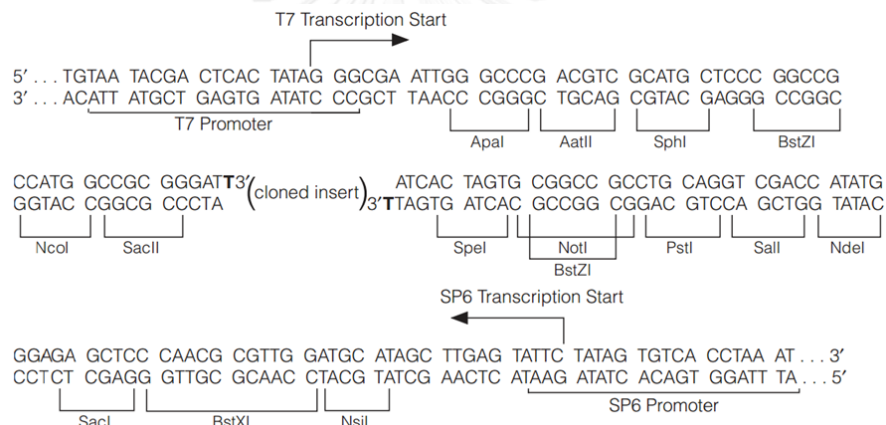 T7 Transcription Start
5′ . . . TGTAA TACGA CTCAC TATAG GGCGA ATTGG GCCCG ACGTC GCATG CTCCC GGCCG
3′ . . . ACATT ATGCT GAGTG ATATC CCGCT TAACC CGGGC TGCAG CGTAC GAGGG CCGGC
T7 Promoter
ApaI AatII SphI BstZI
CCATG GCCGC GGGATT3′ (cloned insert) ATCAC TAGTG CGGCC GCCTG CAGGT CGACC ATATG
GGTAC CGGCG CCCTA 3′TTAGTG ATCAC GCCGG CGGAC GTCCA GCTGG TATAC
NcoI SacII SpeI NotI PstI SalI NdeI
BstZI
SP6 Transcription Start
GGAGA GCTCC CAACG CGTTG GATGC ATAGC TTGAG TATTC TATAG TGTCA CCTAA AT . . . 3′
CCTCT CGAGG GTTGC GCAAC CTACG TATCG AACTC ATAAG ATATC ACAGT GGATT TA . . . 5′
SacI BstXI NsiI SP6 Promoter